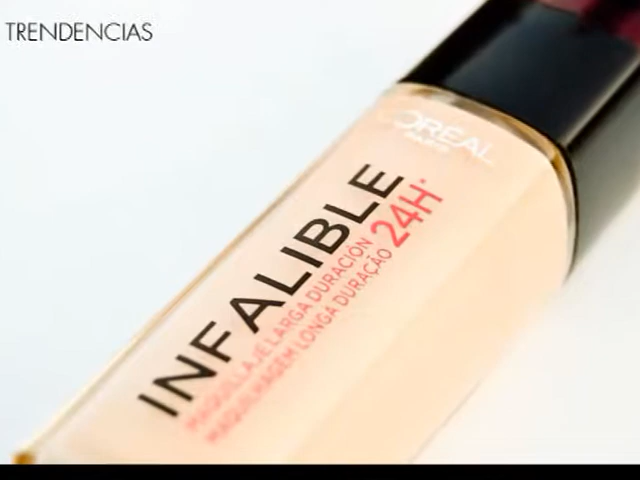 TRENDENCIAS
L'ORÉAL
PARIS
INFALIBLE
24H*
MAQUILLAJE LARGA DURACIÓN
MAQUILHAGEM LONGA DURAÇÃO